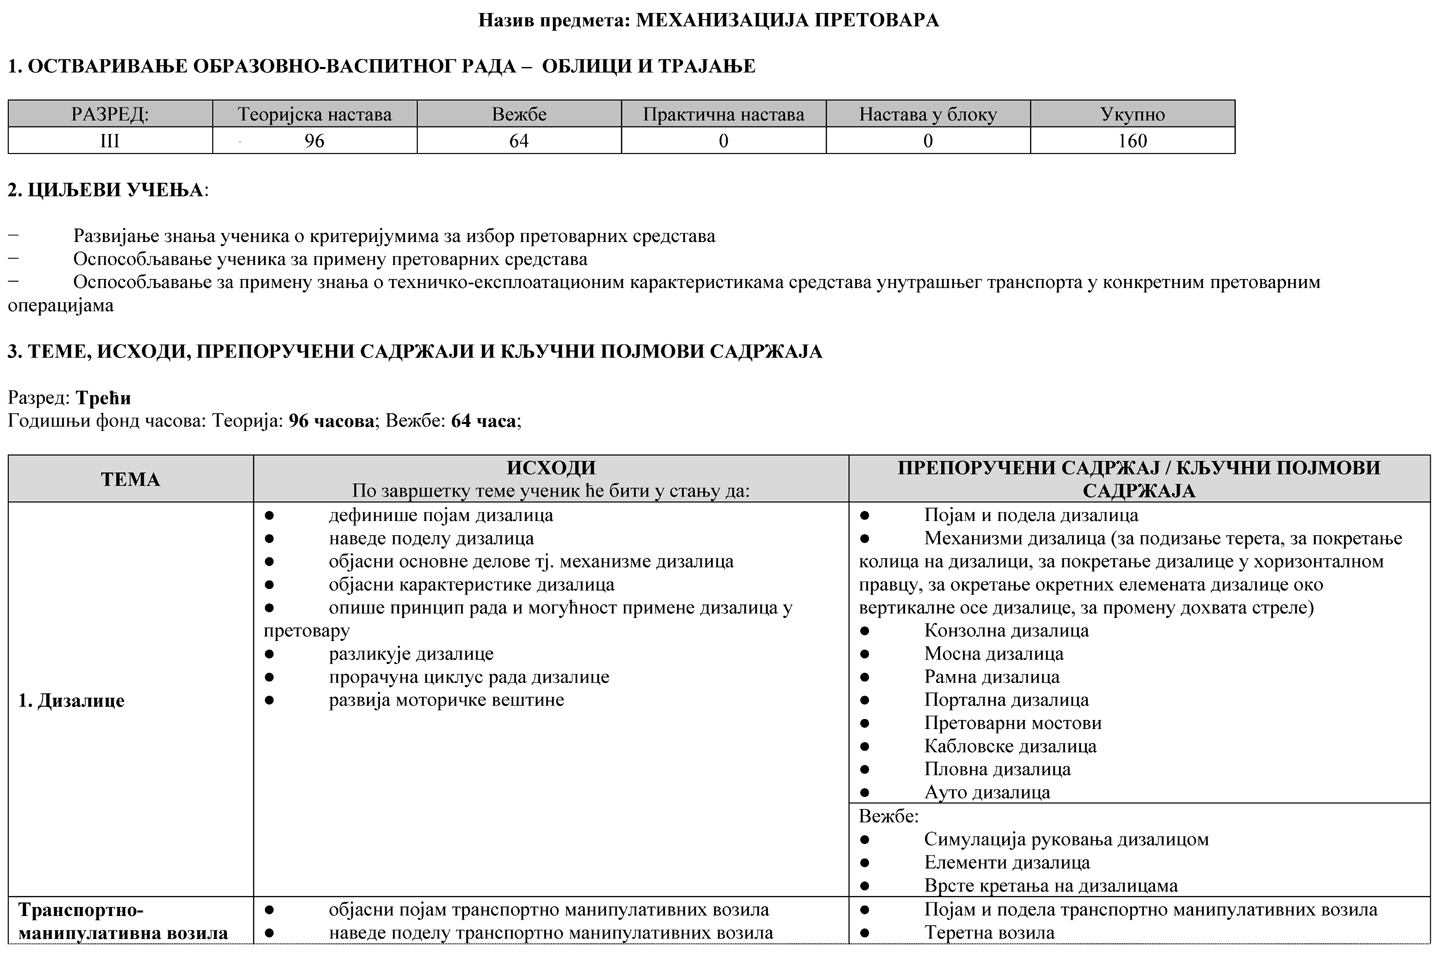 Назив предмета: МЕХАНИЗАЦИЈА ПРЕТОВАРА
1. ОСТВАРИВАЊЕ ОБРАЗОВНО-ВАСПИТНОГ РАДА – ОБЛИЦИ И ТРАЈАЊЕ
РАЗРЕД: Теоријска настава Вежбе Практична настава Настава у блоку Укупно
III 96 64 0 0 160
2. ЦИЉЕВИ УЧЕЊА:
− Развијање знања ученика о критеријумима за избор претоварних средстава
− Оспособљавање ученика за примену претоварних средстава
− Оспособљавање за примену знања о техничко-експлоатационим карактеристикама средстава унутрашњег транспорта у конкретним претоварним
операцијама
3. ТЕМЕ, ИСХОДИ, ПРЕПОРУЧЕНИ САДРЖАЈИ И КЉУЧНИ ПОЈМОВИ САДРЖАЈА
Разред: Трећи
Годишњи фонд часова: Теорија: 96 часова; Вежбе: 64 часа;
ТЕМА
ИСХОДИ
По завршетку теме ученик ће бити у стању да:
ПРЕПОРУЧЕНИ САДРЖАЈ / КЉУЧНИ ПОЈМОВИ
САДРЖАЈА
1. Дизалице
● дефинише појам дизалица
● наведе поделу дизалица
● објасни основне делове тј. механизме дизалица
● објасни карактеристике дизалица
● опише принцип рада и могућност примене дизалица у
претовару
● разликује дизалице
● прорачуна циклус рада дизалице
● развија моторичке вештине
● Појам и подела дизалица
● Механизми дизалица (за подизање терета, за покретање
колица на дизалици, за покретање дизалице у хоризонталном
правцу, за окретање окретних елемената дизалице око
вертикалне осе дизалице, за промену дохвата стреле)
● Конзолна дизалица
● Мосна дизалица
● Рамна дизалица
● Портална дизалица
● Претоварни мостови
● Кабловске дизалица
● Пловна дизалица
● Ауто дизалица
Вежбе:
● Симулација руковања дизалицом
● Елементи дизалица
● Врсте кретања на дизалицама
Транспортно-
манипулативна возила
● објасни појам транспортно манипулативних возила
● наведе поделу транспортно манипулативних возила
● Појам и подела транспортно манипулативних возила
● Теретна возила